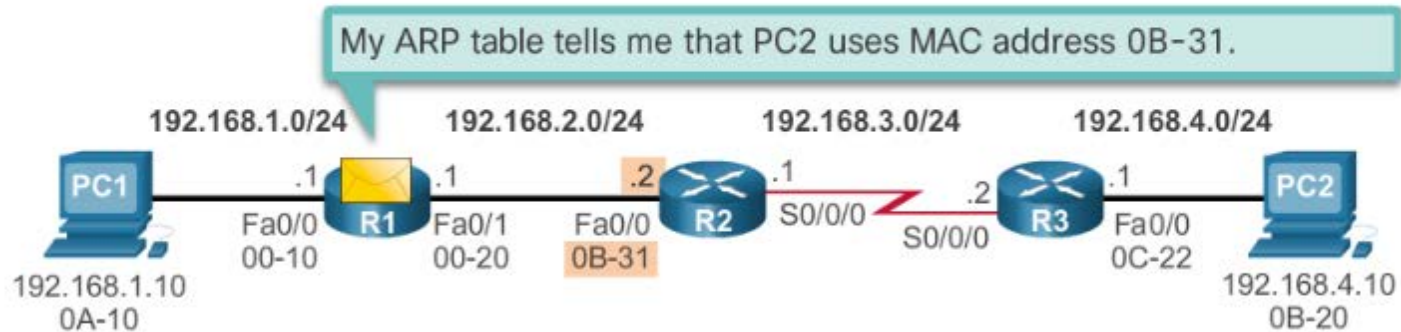 My ARP table tells me that PC2 uses MAC address 0B-31.
192.168.1.0/24 192.168.2.0/24 192.168.3.0/24 192.168.4.0/24
PC1 .1 R1 .1 .2 R2 .1 .2 R3 .1 PC2
Fa0/0 Fa0/1 Fa0/0 S0/0/0 S0/0/0 Fa0/0
00-10 00-20 0B-31 0C-22
192.168.1.10 192.168.4.10
0A-10 0B-20